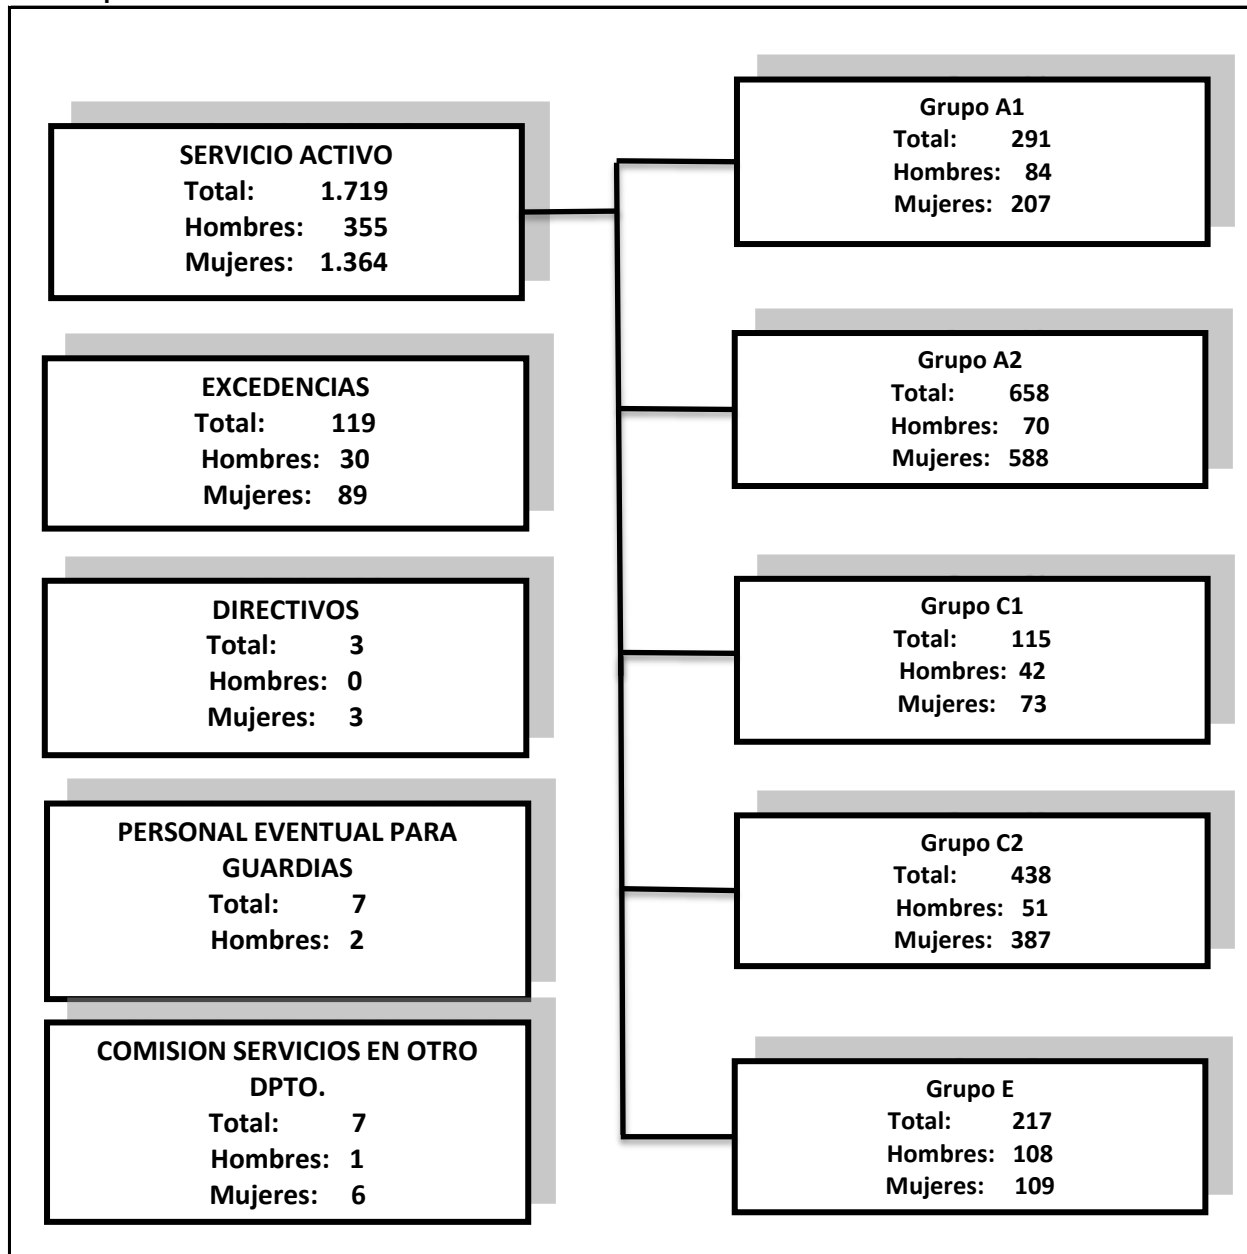 SERVICIO ACTIVO
Total: 1.719
Hombres: 355
Mujeres: 1.364
EXCEDENCIAS
Total: 119
Hombres: 30
Mujeres: 89
DIRECTIVOS
Total: 3
Hombres: 0
Mujeres: 3
PERSONAL EVENTUAL PARA
GUARDIAS
Total: 7
Hombres: 2
COMISION SERVICIOS EN OTRO
DPTO.
Total: 7
Hombres: 1
Mujeres: 6
Grupo A1
Total: 291
Hombres: 84
Mujeres: 207
Grupo A2
Total: 658
Hombres: 70
Mujeres: 588
Grupo C1
Total: 115
Hombres: 42
Mujeres: 73
Grupo C2
Total: 438
Hombres: 51
Mujeres: 387
Grupo E
Total: 217
Hombres: 108
Mujeres: 109